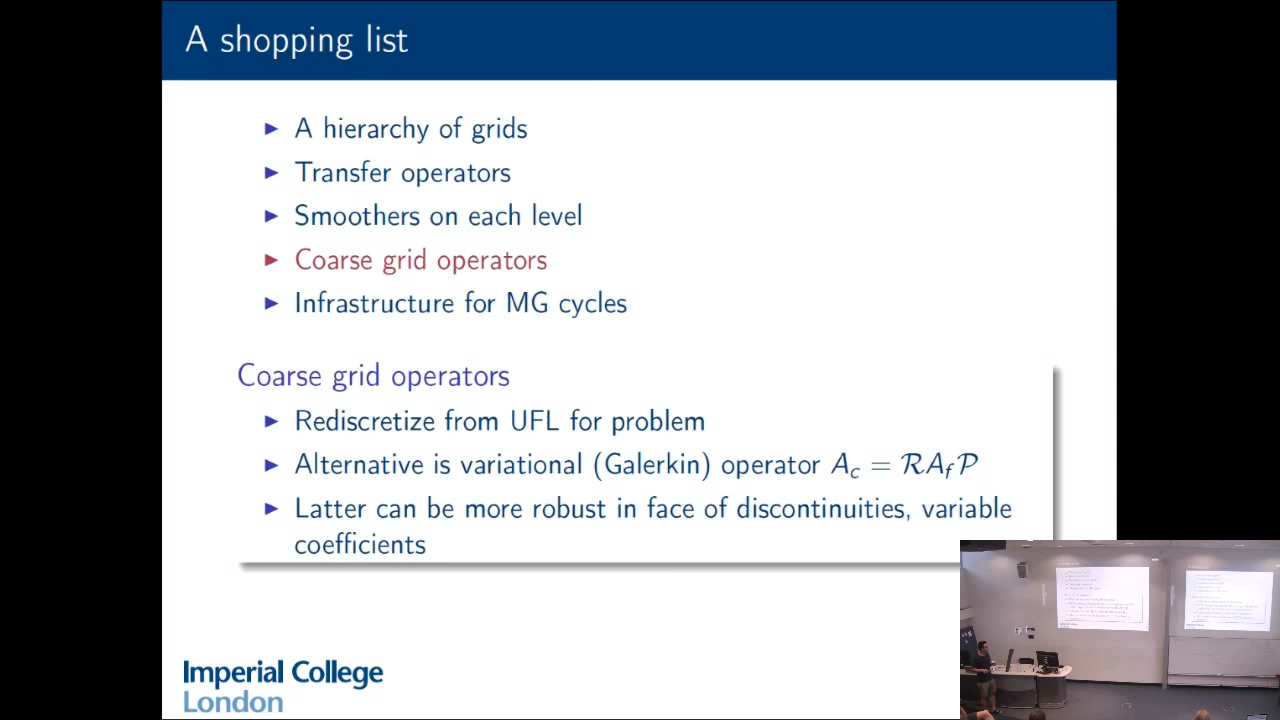 A shopping list
► A hierarchy of grids
► Transfer operators
► Smoothers on each level
► Coarse grid operators
► Infrastructure for MG cycles
Coarse grid operators
► Rediscretize from UFL for problem
► Alternative is variational (Galerkin) operator A_c = ℛA_f𝒫
► Latter can be more robust in face of discontinuities, variable
coefficients
Imperial College
London